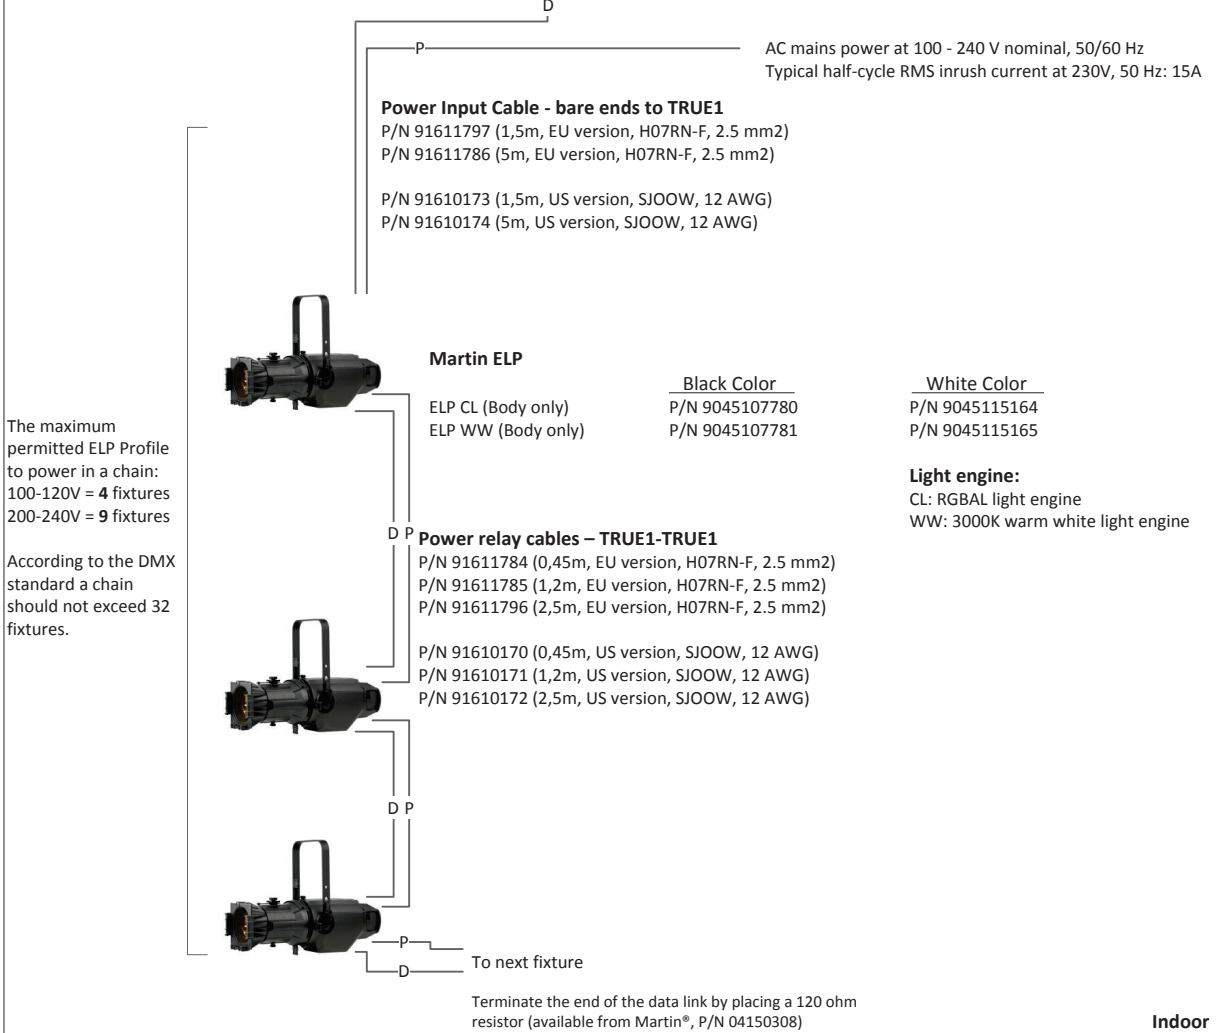 D
P
AC mains power at 100 - 240 V nominal, 50/60 Hz
Typical half-cycle RMS inrush current at 230V, 50 Hz: 15A
Power Input Cable - bare ends to TRUE1
P/N 91611797 (1,5m, EU version, H07RN-F, 2.5 mm2)
P/N 91611786 (5m, EU version, H07RN-F, 2.5 mm2)
P/N 91610173 (1,5m, US version, SJOOW, 12 AWG)
P/N 91610174 (5m, US version, SJOOW, 12 AWG)
Martin ELP
Black Color White Color
ELP CL (Body only) P/N 9045107780 P/N 9045115164
ELP WW (Body only) P/N 9045107781 P/N 9045115165
Light engine:
CL: RGBAL light engine
WW: 3000K warm white light engine
The maximum
permitted ELP Profile
to power in a chain:
100-120V = 4 fixtures
200-240V = 9 fixtures
According to the DMX
standard a chain
should not exceed 32
fixtures.
D P
Power relay cables – TRUE1-TRUE1
P/N 91611784 (0,45m, EU version, H07RN-F, 2.5 mm2)
P/N 91611785 (1,2m, EU version, H07RN-F, 2.5 mm2)
P/N 91611796 (2,5m, EU version, H07RN-F, 2.5 mm2)
P/N 91610170 (0,45m, US version, SJOOW, 12 AWG)
P/N 91610171 (1,2m, US version, SJOOW, 12 AWG)
P/N 91610172 (2,5m, US version, SJOOW, 12 AWG)
D P
P
D
To next fixture
Terminate the end of the data link by placing a 120 ohm
resistor (available from Martin®, P/N 04150308)
Indoor